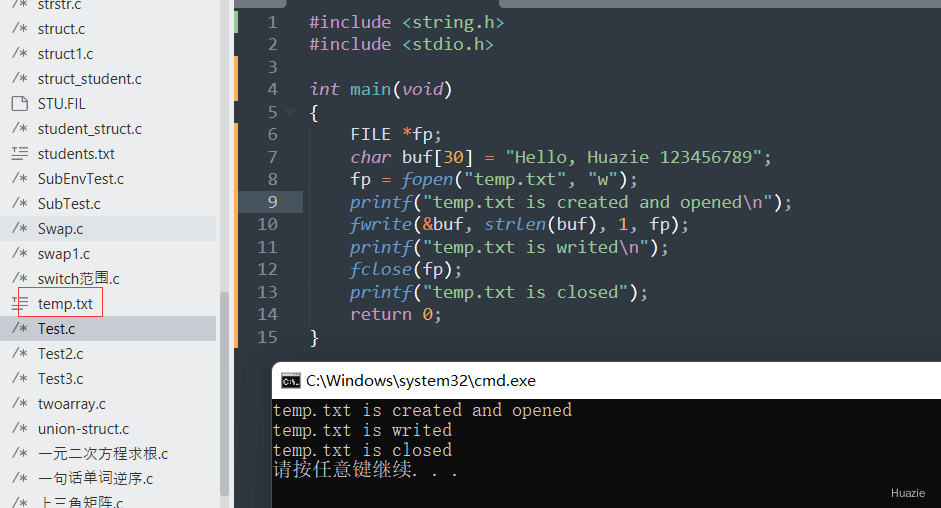 strstr.c
struct.c
struct1.c
struct_student.c
STU.FIL
student_struct.c
students.txt
SubEnvTest.c
SubTest.c
Swap.c
swap1.c
switch范围.c
temp.txt
Test.c
Test2.c
Test3.c
twoarray.c
union-struct.c
一元二次方程求根.c
一句话单词逆序.c
上三角矩阵.c
1 #include <string.h>
2 #include <stdio.h>
3
4 int main(void)
5 {
6 FILE *fp;
7 char buf[30] = "Hello, Huazie 123456789";
8 fp = fopen("temp.txt", "w");
9 printf("temp.txt is created and opened\n");
10 fwrite(&buf, strlen(buf), 1, fp);
11 printf("temp.txt is writed\n");
12 fclose(fp);
13 printf("temp.txt is closed");
14 return 0;
15 }
C:\Windows\system32\cmd.exe
temp.txt is created and opened
temp.txt is writed
temp.txt is closed
请按任意键继续. . .
Huazie